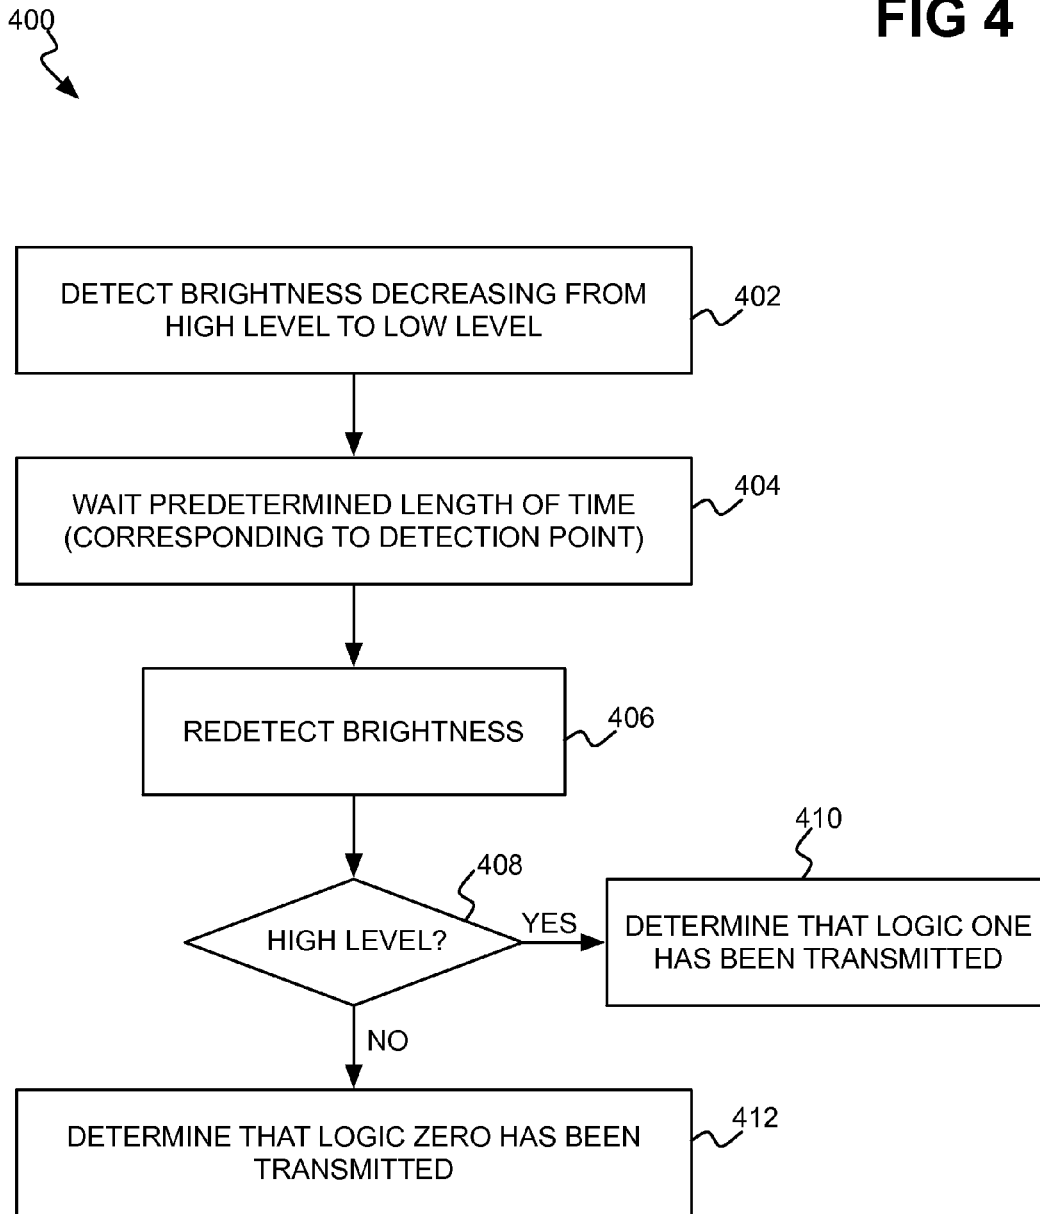 400
FIG 4
DETECT BRIGHTNESS DECREASING FROM
HIGH LEVEL TO LOW LEVEL
402
WAIT PREDETERMINED LENGTH OF TIME
(CORRESPONDING TO DETECTION POINT)
404
REDETECT BRIGHTNESS
406
408
HIGH LEVEL?
YES
410
DETERMINE THAT LOGIC ONE
HAS BEEN TRANSMITTED
NO
DETERMINE THAT LOGIC ZERO HAS BEEN
TRANSMITTED
412